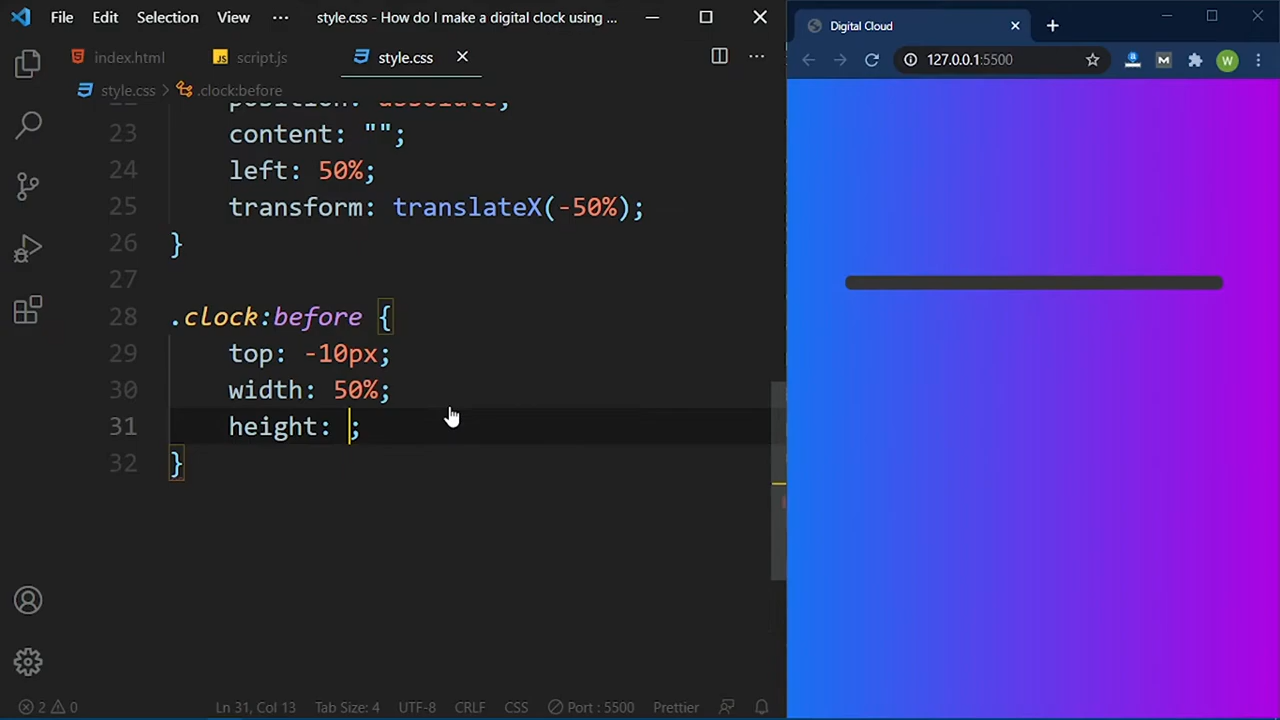 File Edit Selection View ··· style.css - How do I make a digital clock using ...
index.html script.js style.css
style.css > .clock:before
position: absolute;
23 content: "";
24 left: 50%;
25 transform: translateX(-50%);
26 }
27
28 .clock:before {
29 top: -10px;
30 width: 50%;
31 height: ;
32 }
2 0 Ln 31, Col 13 Tab Size: 4 UTF-8 CRLF CSS Port : 5500 Prettier
Digital Cloud
127.0.0.1:5500 M W